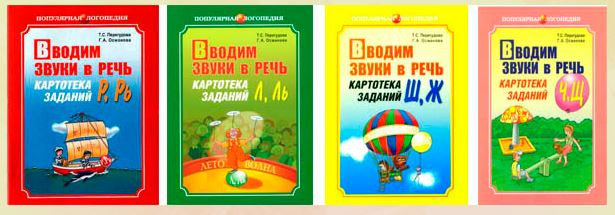 ПОПУЛЯРНАЯ ЛОГОПЕДИЯ
Т.С. Перегудова
Г.А. Османова
Вводим
звуки в речь
Картотека
заданий
Р, Рь
ПОПУЛЯРНАЯ ЛОГОПЕДИЯ
Т.С. Перегудова
Г.А. Османова
Вводим
звуки в речь
Картотека
заданий
Л, Ль
ЛЕТО ВОЛНА
ПОПУЛЯРНАЯ ЛОГОПЕДИЯ
Т.С. Перегудова
Г.А. Османова
Вводим
звуки в речь
Картотека
заданий
Ш, Ж
ПОПУЛЯРНАЯ ЛОГОПЕДИЯ
Т.С. Перегудова
Г.А. Османова
Вводим
звуки в речь
Картотека
заданий
Ч, Щ